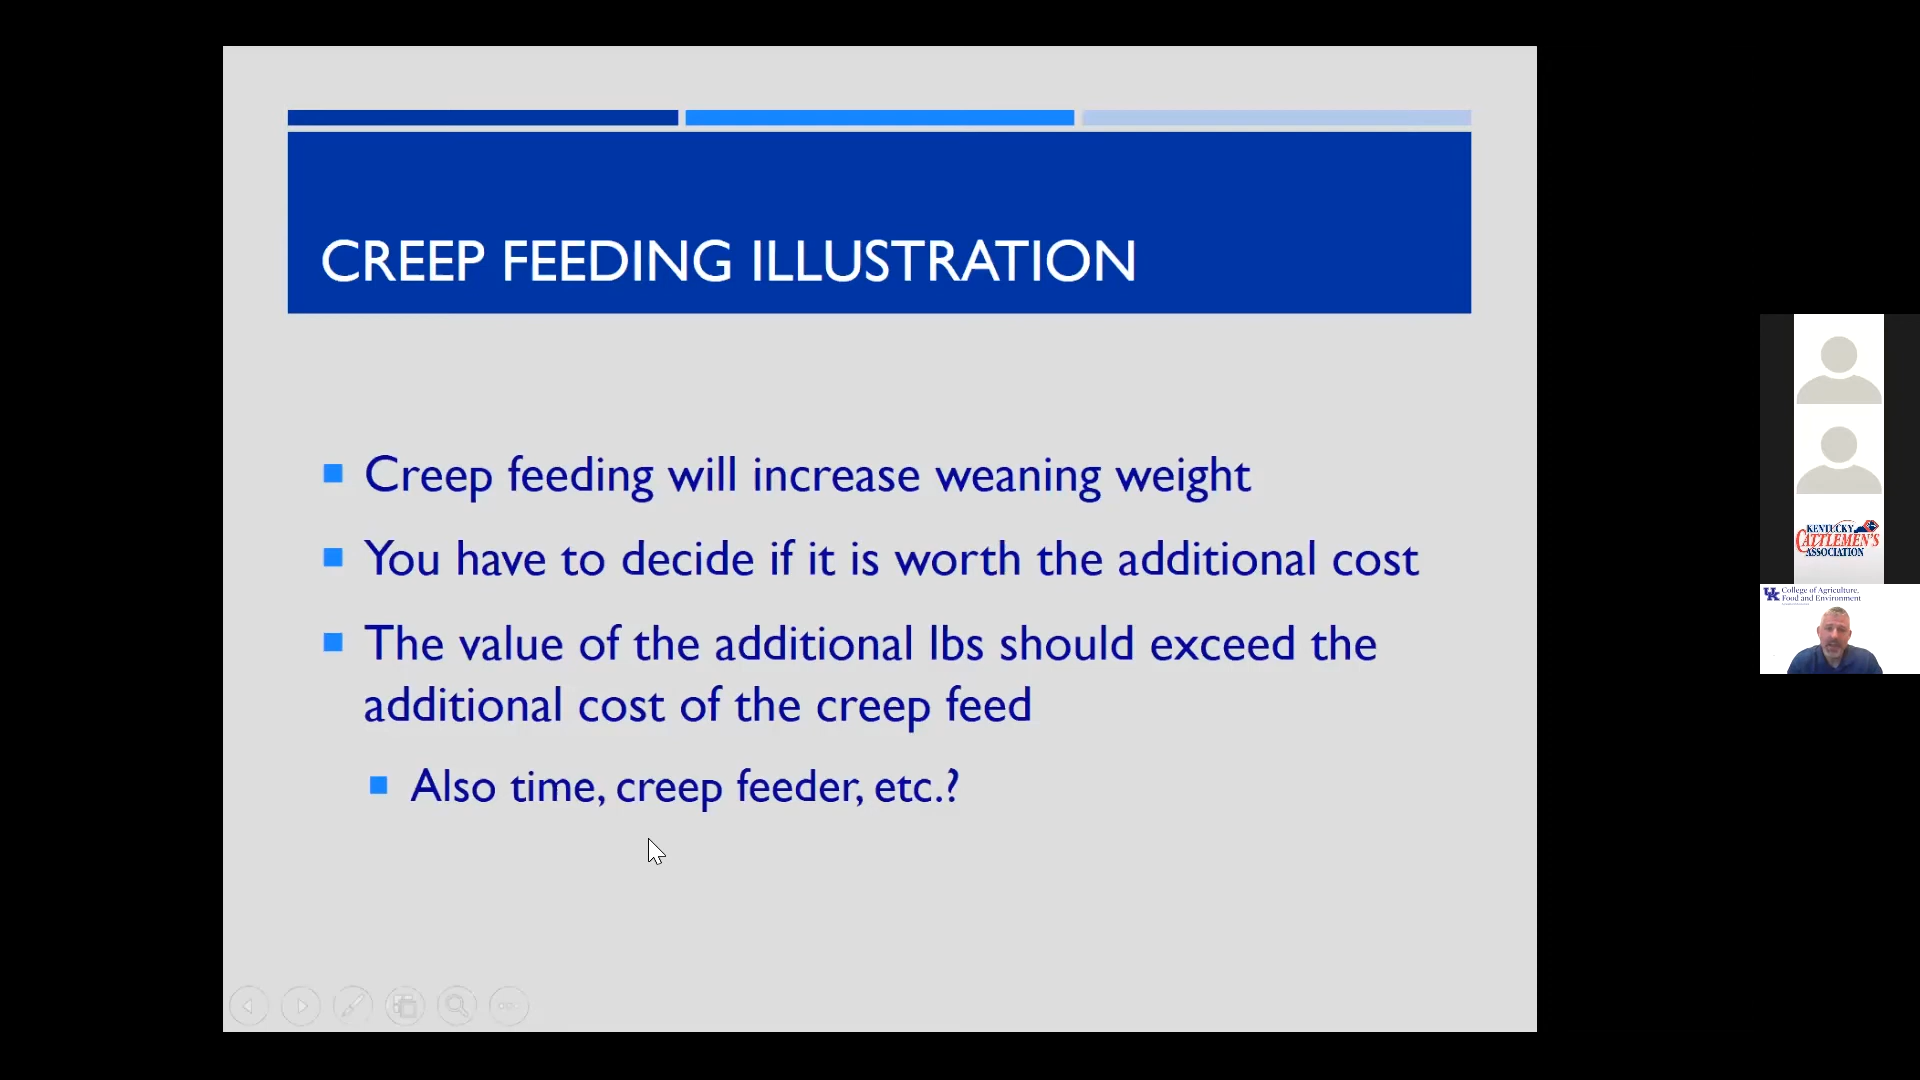 CREEP FEEDING ILLUSTRATION
Creep feeding will increase weaning weight
You have to decide if it is worth the additional cost
The value of the additional lbs should exceed the
additional cost of the creep feed
Also time, creep feeder, etc.?
KENTUCKY
CATTLEMEN'S
ASSOCIATION
UK College of Agriculture,
Food and Environment